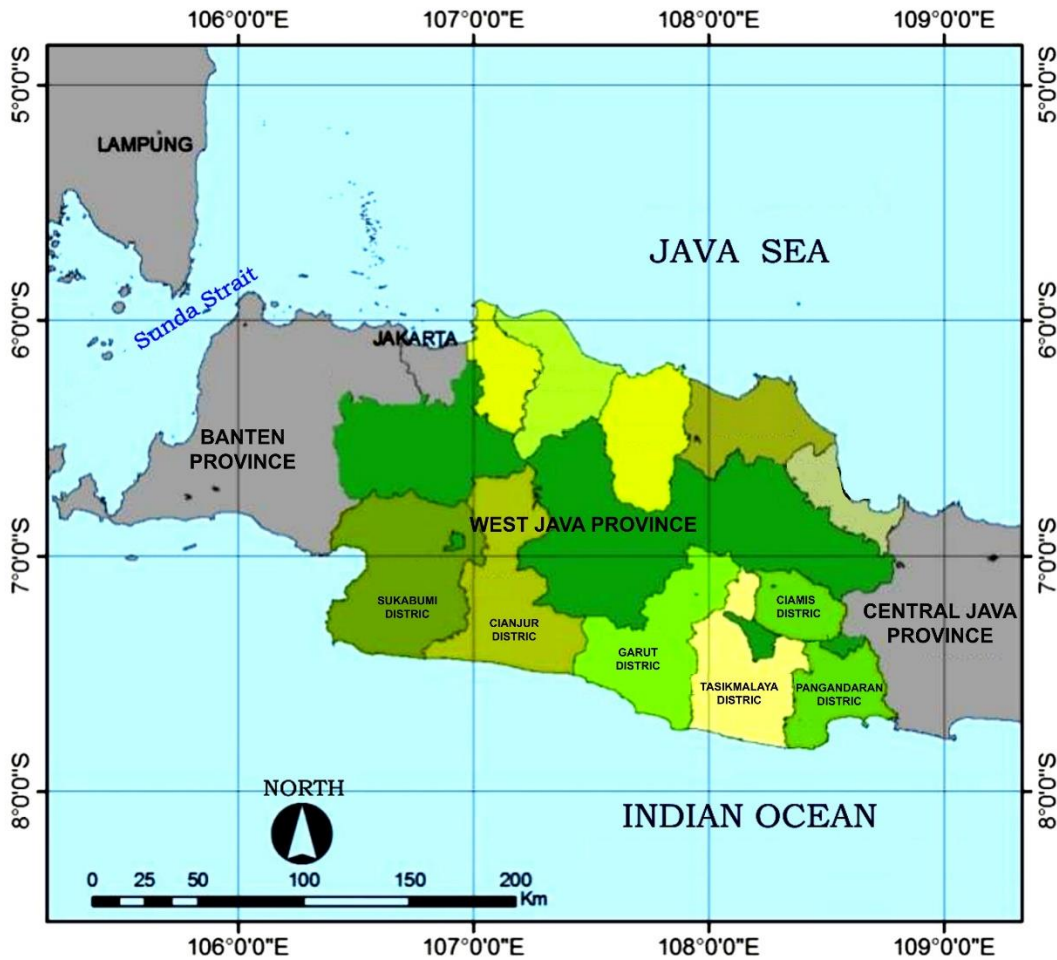 106°0'0"E 107°0'0"E 108°0'0"E 109°0'0"E
5°0'0"S
5°0'0"S
LAMPUNG
JAVA SEA
Sunda Strait
6°0'0"S
6°0'0"S
JAKARTA
BANTEN
PROVINCE
WEST JAVA PROVINCE
7°0'0"S
7°0'0"S
SUKABUMI
DISTRIC
CIANJUR
DISTRIC
GARUT
DISTRIC
CIAMIS
DISTRIC
CENTRAL JAVA
PROVINCE
TASIKMALAYA
DISTRIC
PANGANDARAN
DISTRIC
8°0'0"S
8°0'0"S
NORTH
INDIAN OCEAN
0 25 50 100 150 200
Km
106°0'0"E 107°0'0"E 108°0'0"E 109°0'0"E